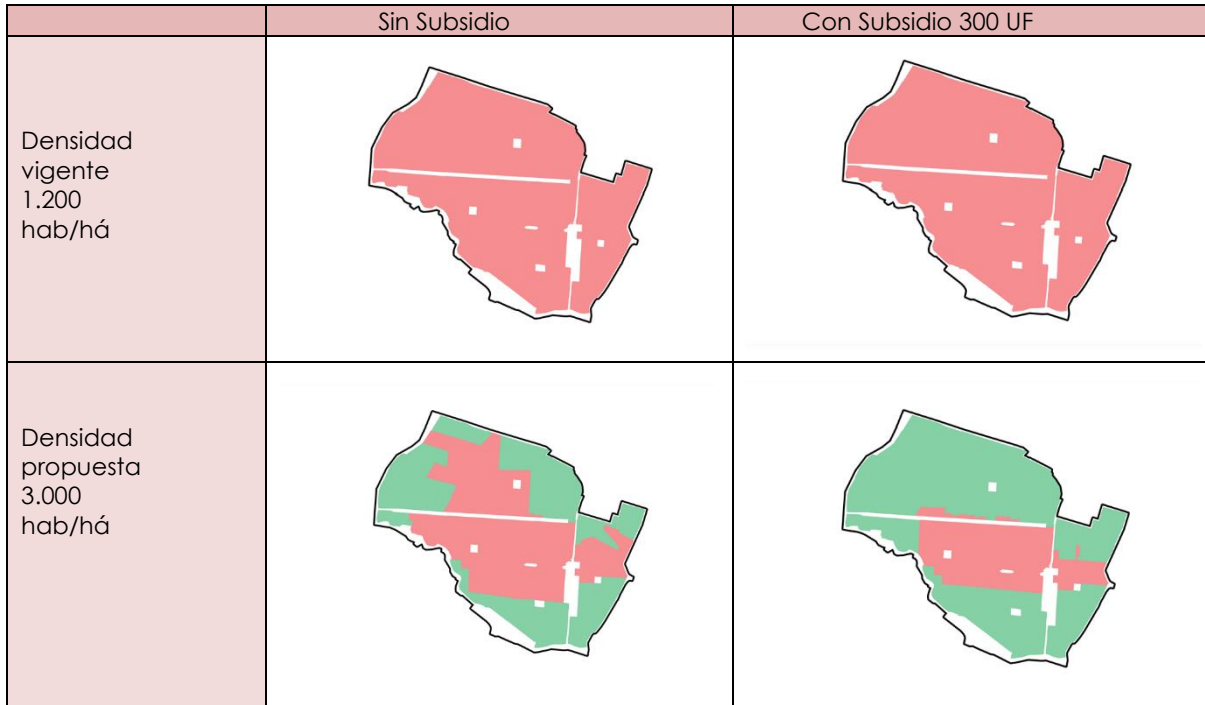 Sin Subsidio
Con Subsidio 300 UF
Densidad
vigente
1.200
hab/há
Densidad
propuesta
3.000
hab/há